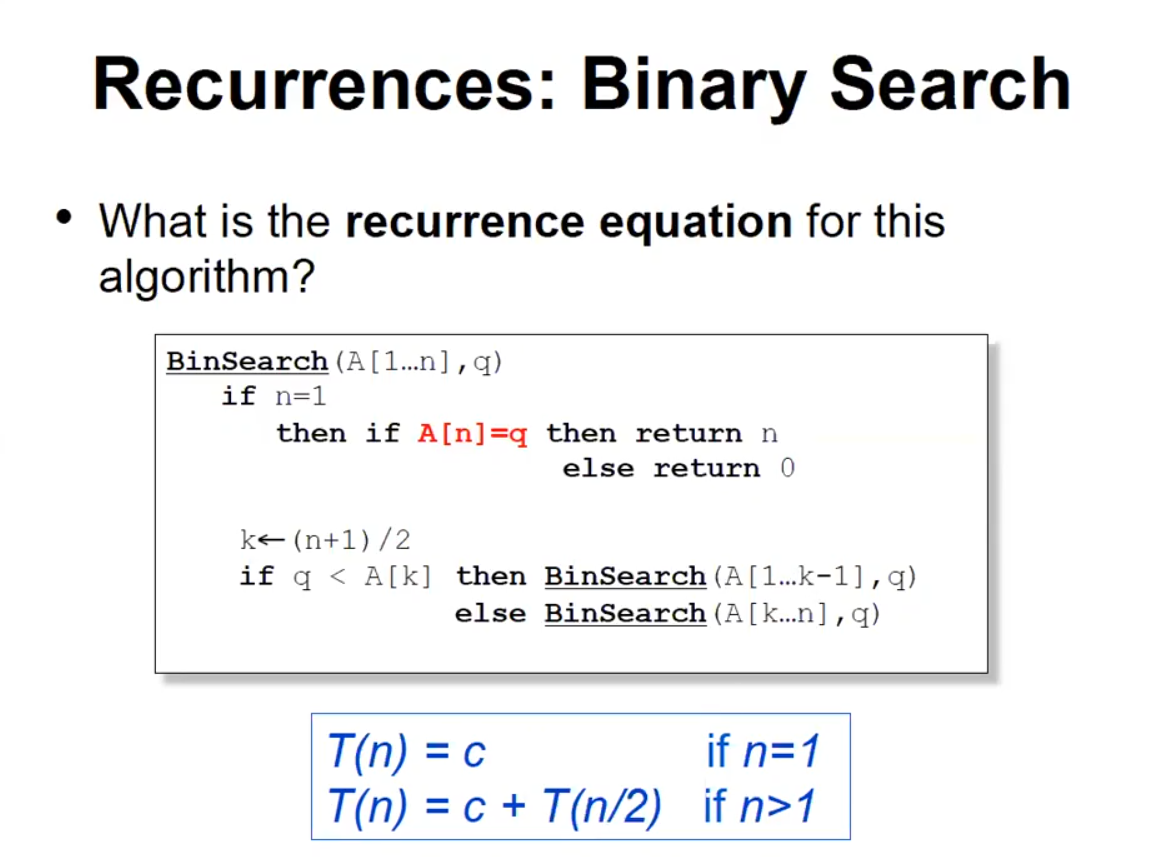 Recurrences: Binary Search
• What is the recurrence equation for this
algorithm?
BinSearch(A[1…n],q)
if n=1
then if A[n]=q then return n
else return 0
k←(n+1)/2
if q < A[k] then BinSearch(A[1…k-1],q)
else BinSearch(A[k…n],q)
T(n) = c if n=1
T(n) = c + T(n/2) if n>1